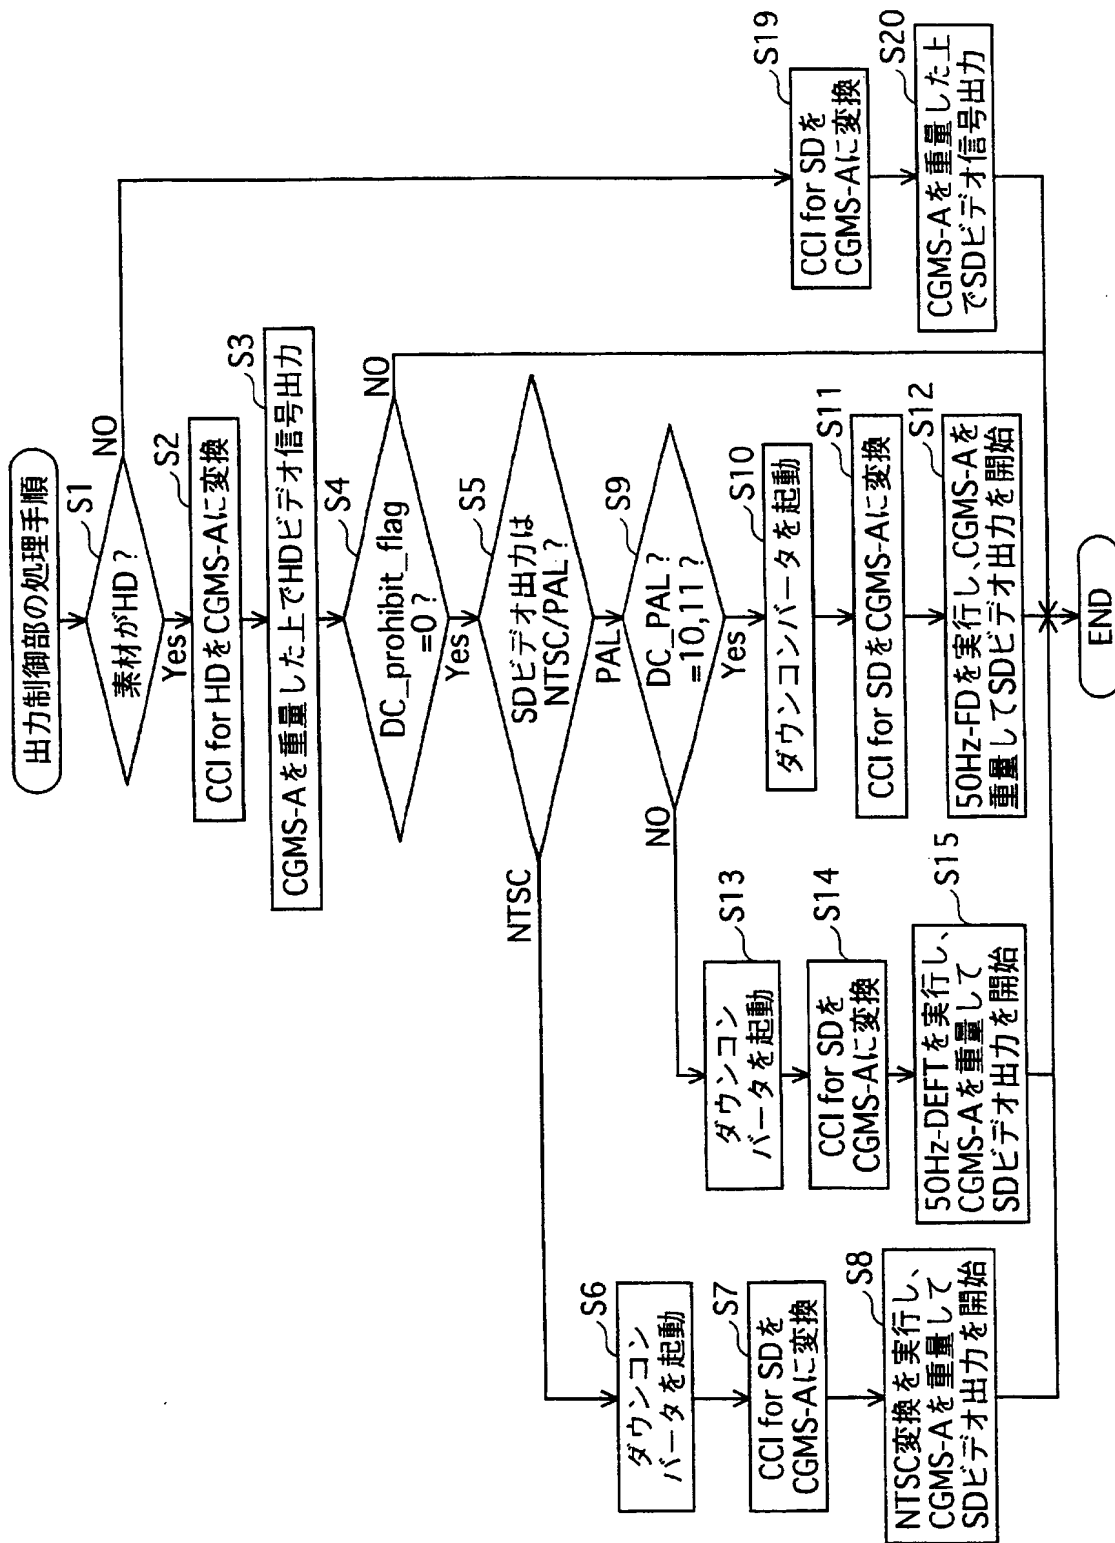 出力制御部の処理手順
S1
素材がHD?
NO
Yes
S2
CCI for HDをCGMS-Aに変換
S3
CGMS-Aを重量した上でHDビデオ信号出力
S4
DC_prohibit_flag
=0?
NO
Yes
S5
SDビデオ出力は
NTSC/PAL?
NTSC
PAL
S9
DC_PAL?
=10,11?
NO
Yes
S10
ダウンコンバータを起動
S11
CCI for SDをCGMS-Aに変換
S12
50Hz-FDを実行し、CGMS-Aを
重量してSDビデオ出力を開始
S13
ダウンコン
バータを起動
S14
CCI for SDを
CGMS-Aに変換
S15
50Hz-DEFTを実行し、
CGMS-Aを重量して
SDビデオ出力を開始
S6
ダウンコン
バータを起動
S7
CCI for SDを
CGMS-Aに変換
S8
NTSC変換を実行し、
CGMS-Aを重量して
SDビデオ出力を開始
S19
CCI for SDを
CGMS-Aに変換
S20
CGMS-Aを重量した上
でSDビデオ信号出力
END